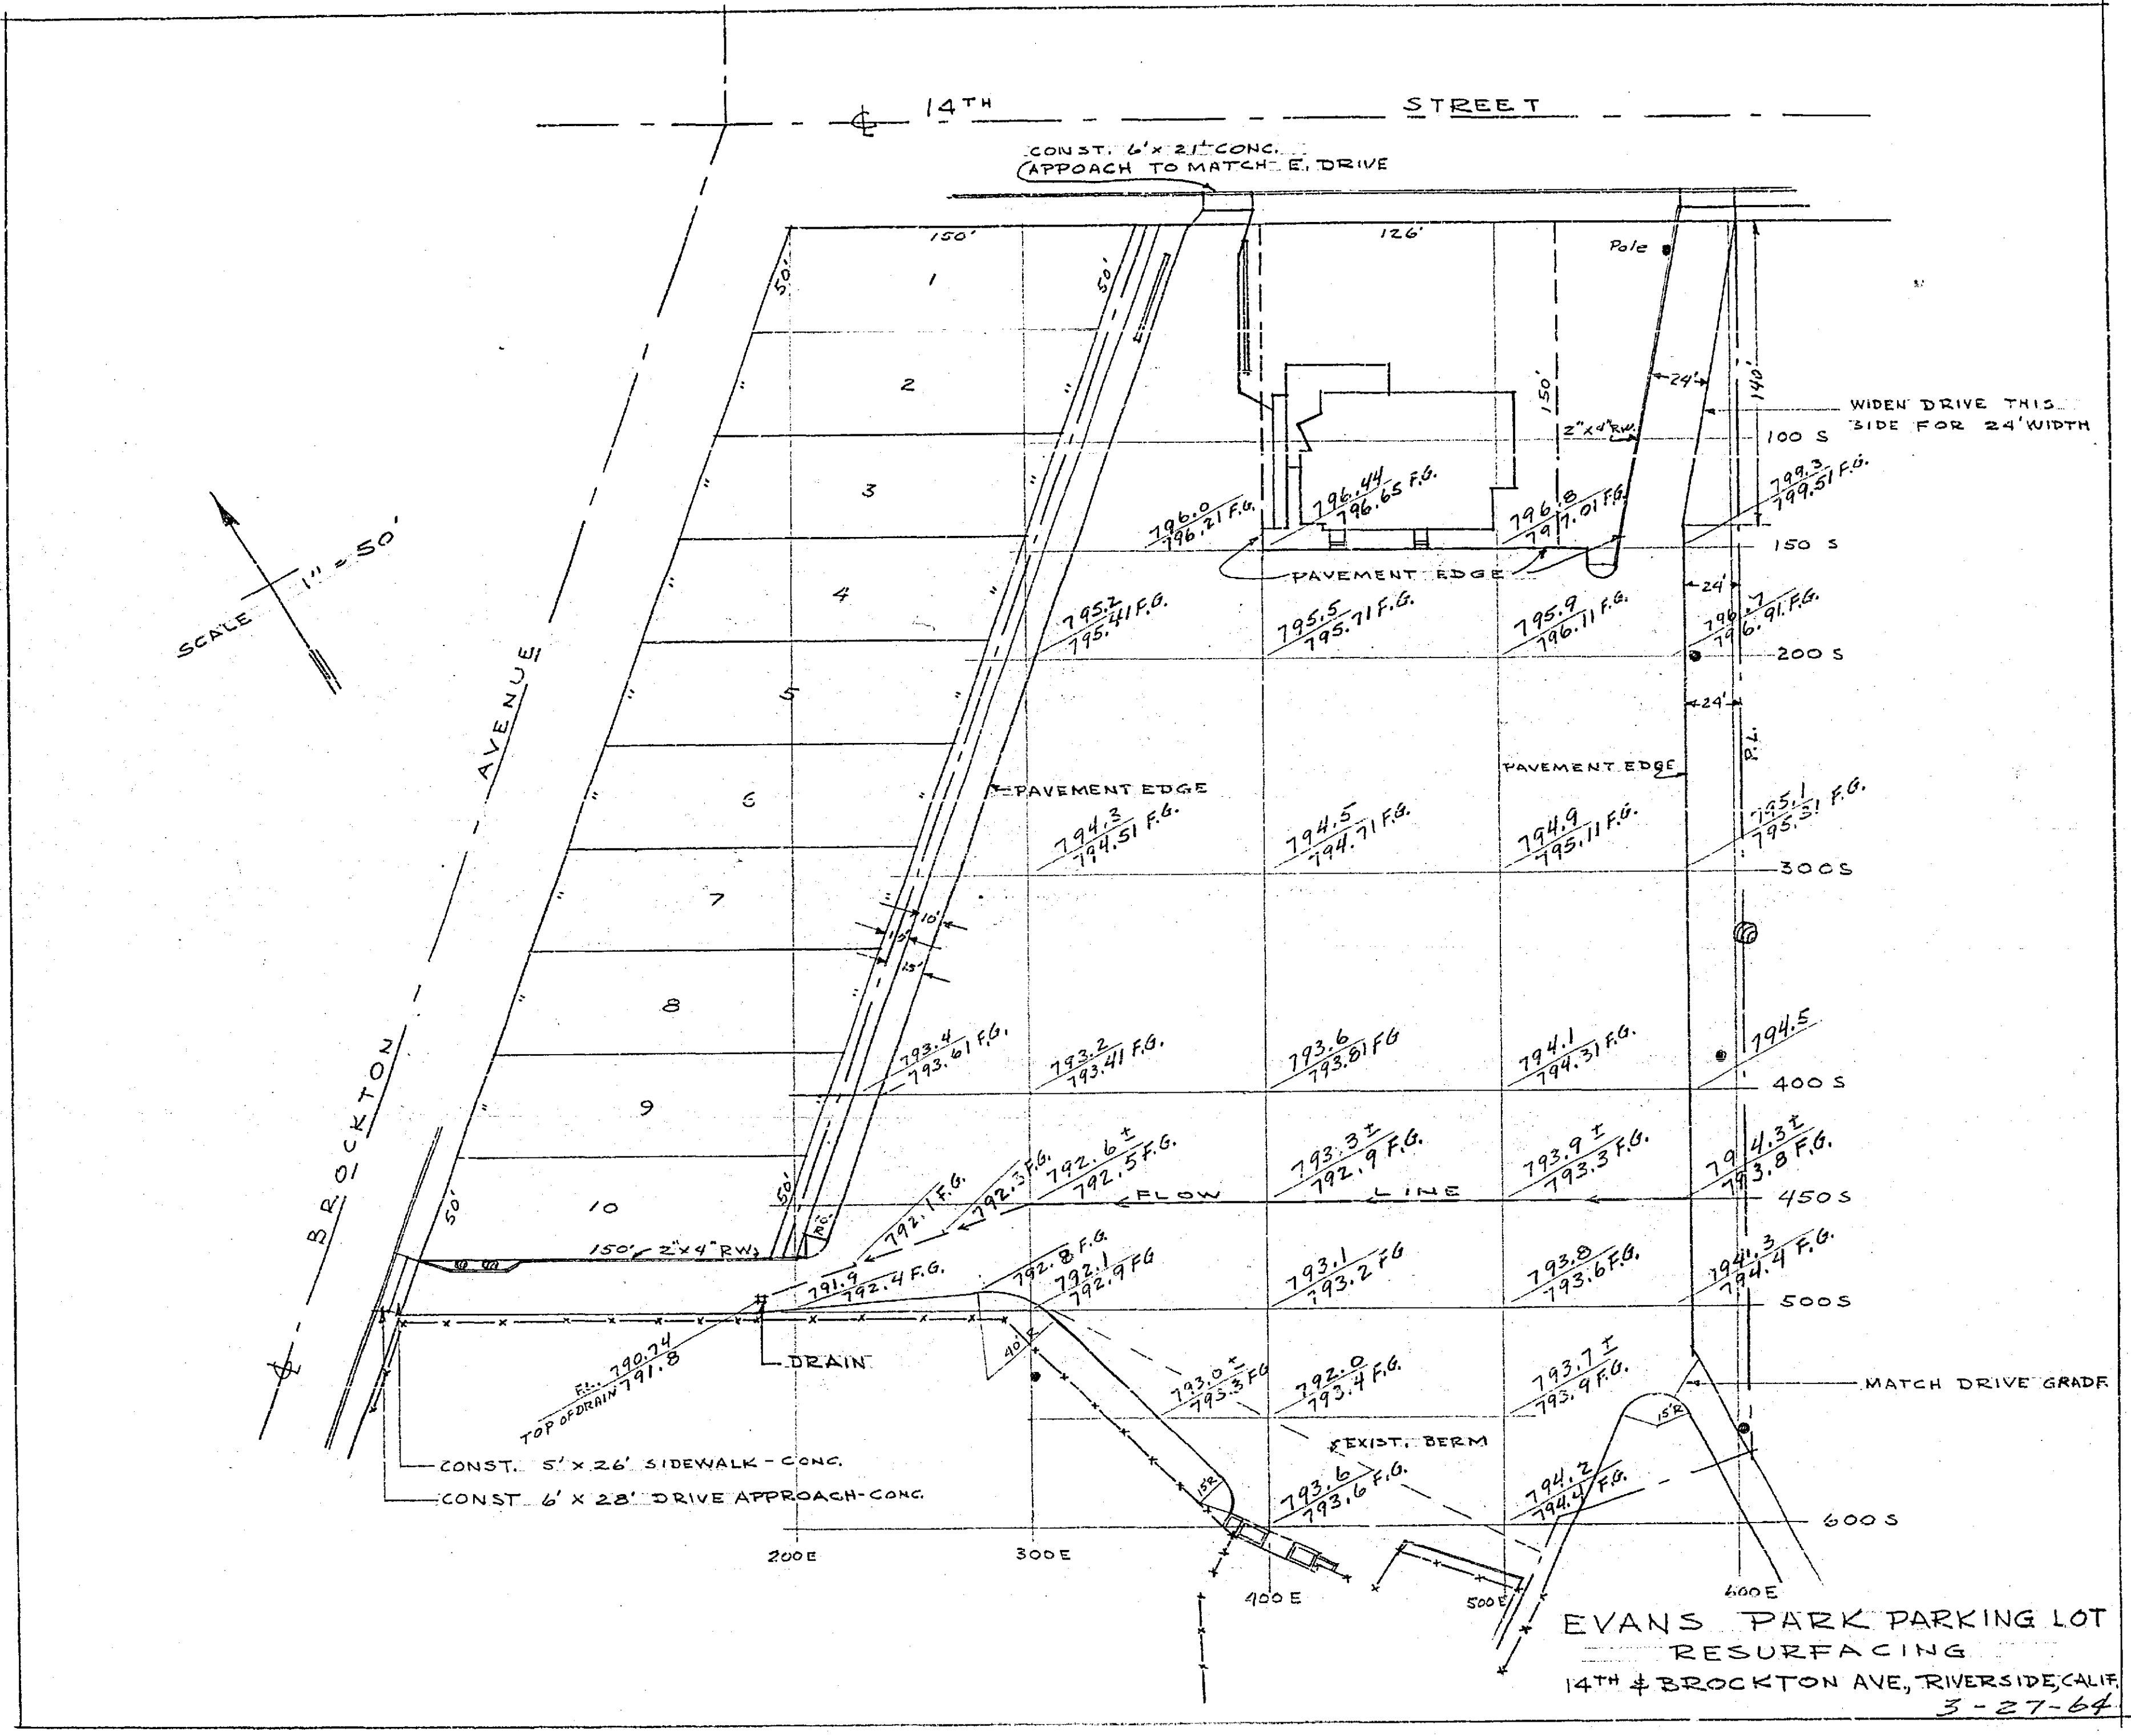 14TH STREET
CONST. 6' x 21' CONC.
APPOACH TO MATCH E. DRIVE
150'
126'
Pole
50'
50'
1
2
3
4
5
6
7
8
9
10
24'
140'
150'
2"x4" RW.
WIDEN DRIVE THIS
SIDE FOR 24' WIDTH
100 S
799.3
799.51 F.G.
796.0
796.21 F.G.
796.44
796.65 F.G.
796.8
797.01 F.G.
150 S
PAVEMENT EDGE
SCALE 1" = 50'
24'
795.2
795.41 F.G.
795.5
795.71 F.G.
795.9
796.11 F.G.
796.7
796.91 F.G.
200 S
24'
P.L.
BROCKTON AVENUE
PAVEMENT EDGE
PAVEMENT EDGE
794.3
794.51 F.G.
794.5
794.71 F.G.
794.9
795.11 F.G.
795.1
795.31 F.G.
300 S
10'
15'
15'
793.4
793.61 F.G.
793.2
793.41 F.G.
793.6
793.81 FG
794.1
794.31 F.G.
794.5
400 S
792.1 F.G.
792.3 F.G.
792.6 ±
792.5 F.G.
793.3 ±
792.9 F.G.
793.9 ±
793.3 F.G.
794.3 ±
793.8 F.G.
FLOW LINE
450 S
50'
50'
150' 2"x4" RW.
791.9
792.4 F.G.
792.8 F.G.
792.1
792.9 FG
793.1
793.2 FG
793.8
793.6 F.G.
794.3
794.4 F.G.
500 S
DRAIN
F.L. 790.74
TOP OF DRAIN 791.8
40' R
793.0 ±
793.3 FG
792.0
793.4 F.G.
793.7 ±
793.9 F.G.
MATCH DRIVE GRADE
15'R
EXIST. BERM
CONST. 5' x 26' SIDEWALK - CONC.
CONST 6' x 28' DRIVE APPROACH - CONC.
15'R
793.6
793.6 F.G.
794.2
794.4 F.G.
600 S
200 E
300 E
400 E
500 E
600 E
EVANS PARK PARKING LOT
RESURFACING
14TH & BROCKTON AVE., RIVERSIDE, CALIF.
3-27-64